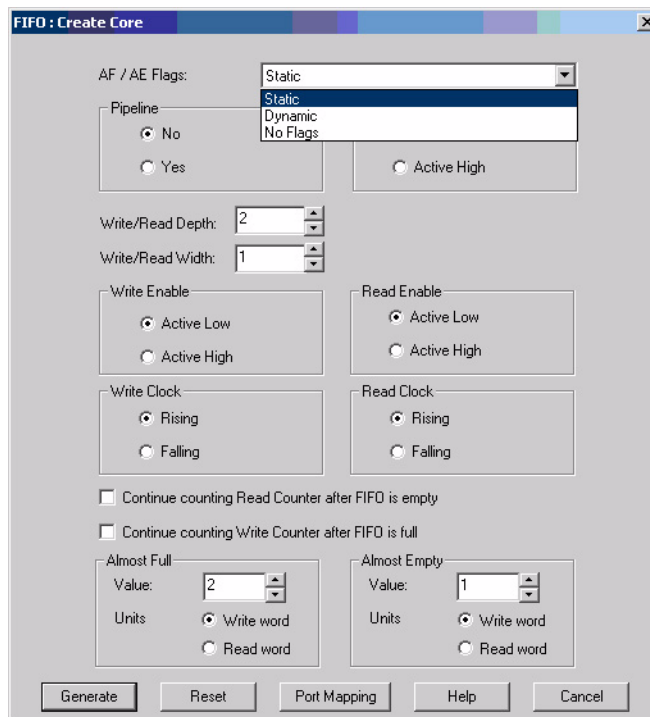 FIFO : Create Core
AF / AE Flags:
Static
Static
Dynamic
No Flags
Pipeline
No
Yes
Active High
Write/Read Depth:
2
Write/Read Width:
1
Write Enable
Active Low
Active High
Read Enable
Active Low
Active High
Write Clock
Rising
Falling
Read Clock
Rising
Falling
Continue counting Read Counter after FIFO is empty
Continue counting Write Counter after FIFO is full
Almost Full
Value:
2
Units
Write word
Read word
Almost Empty
Value:
1
Units
Write word
Read word
Generate
Reset
Port Mapping
Help
Cancel